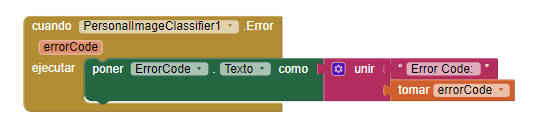 cuando PersonalImageClassifier1 .Error
errorCode
ejecutar poner ErrorCode . Texto como unir “ Error Code: ”
tomar errorCode